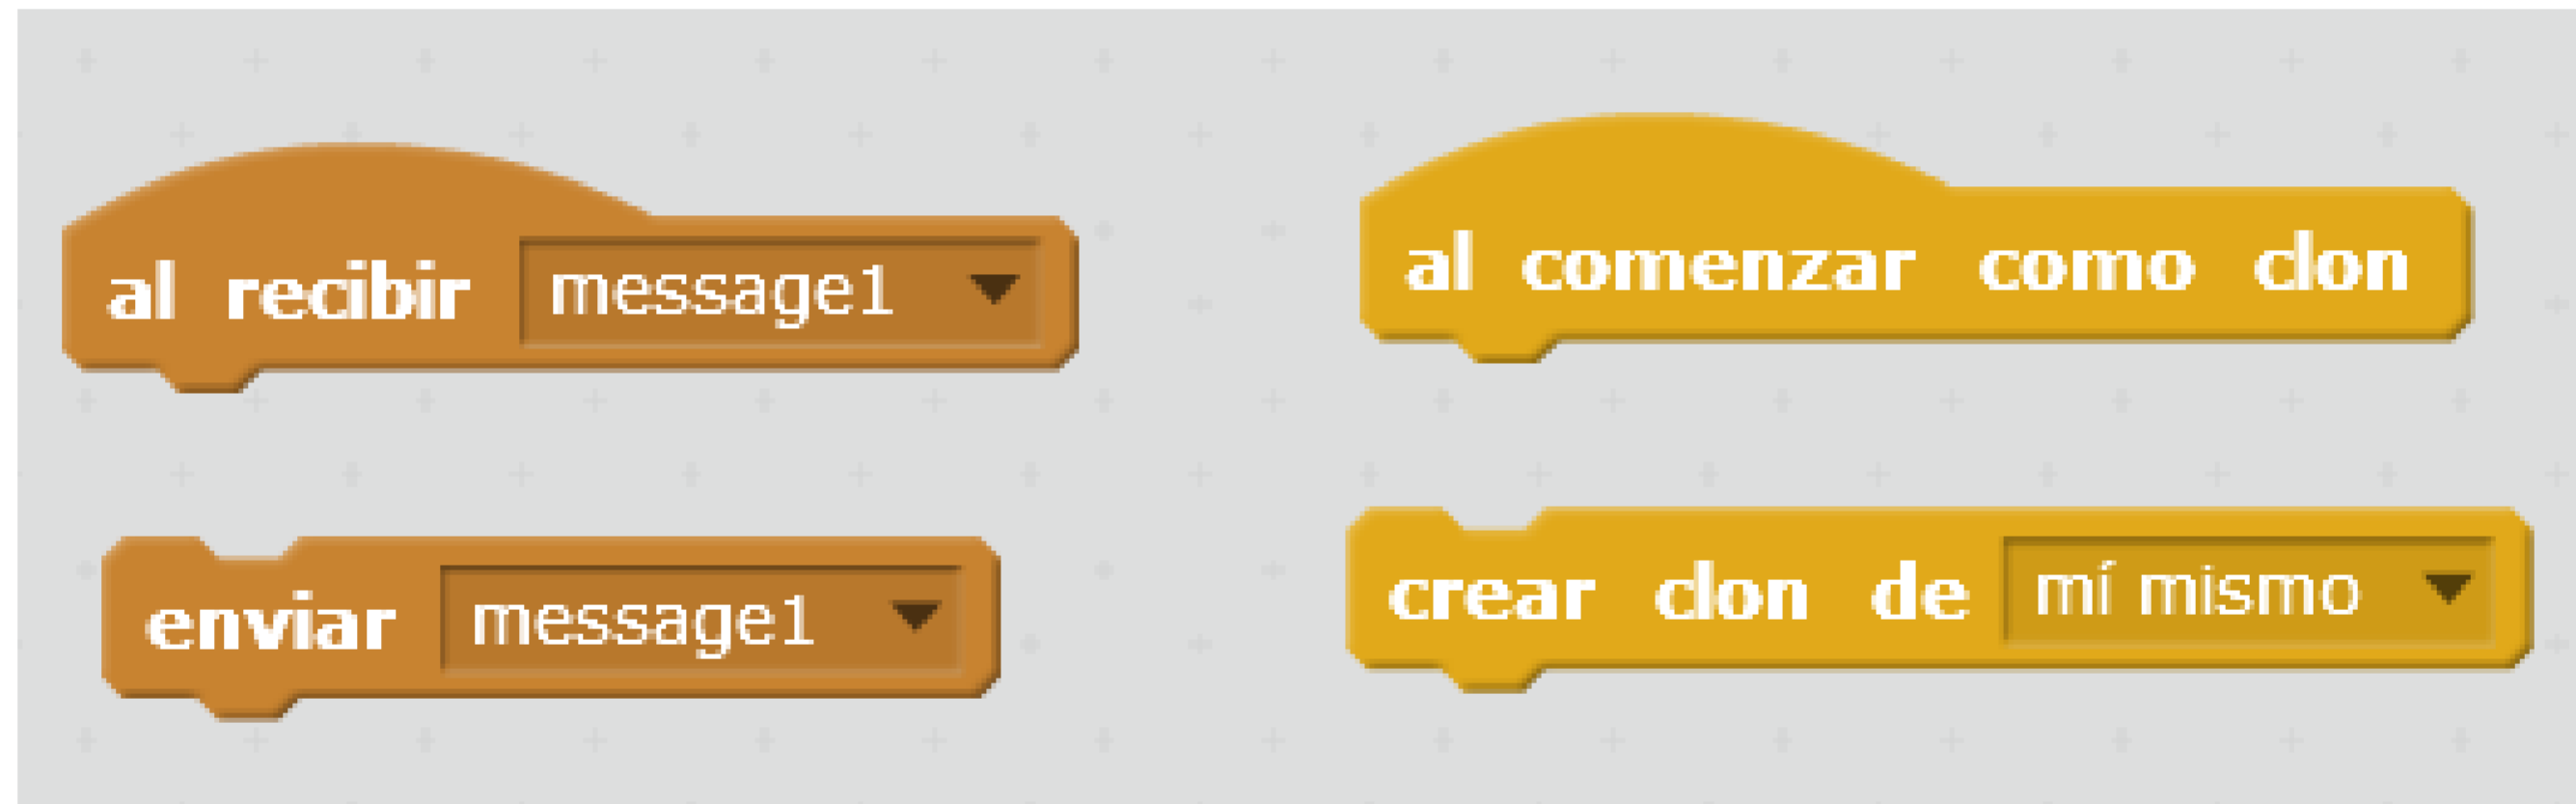 al recibir message1
al comenzar como clon
enviar message1
crear clon de mí mismo